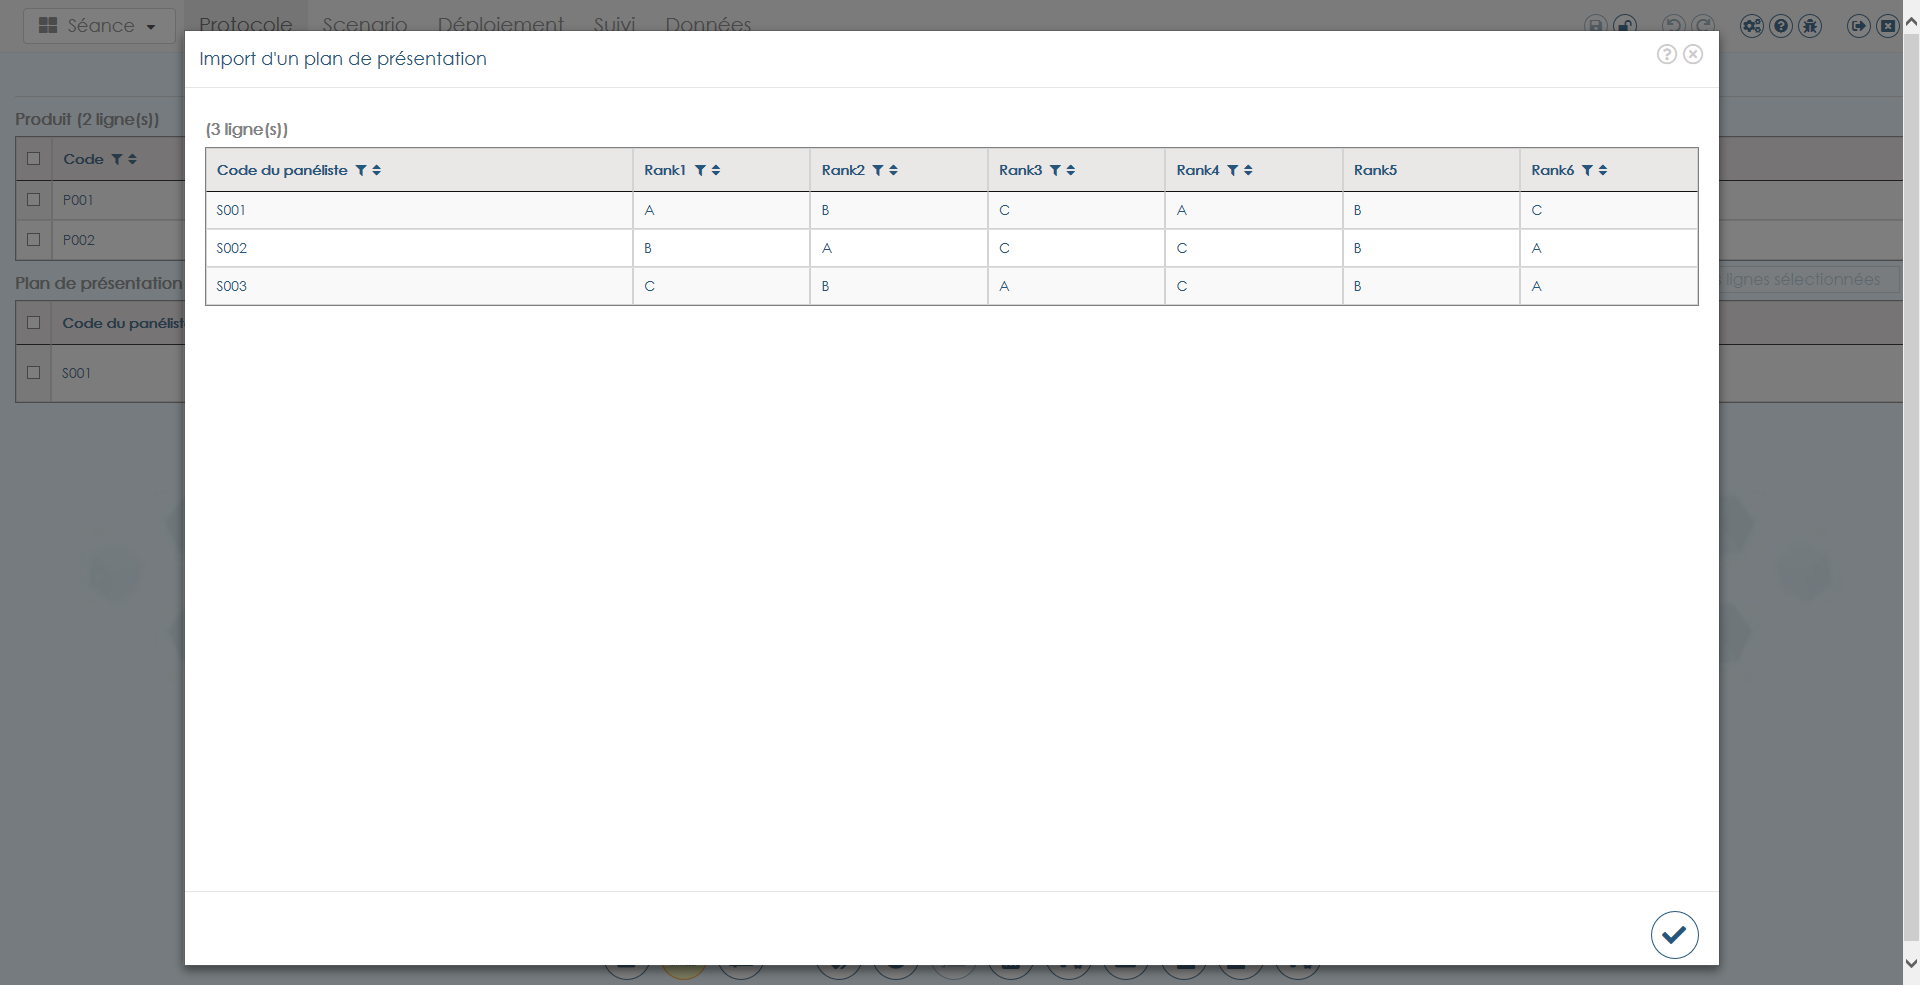 Séance Protocole Scenario Déploiement Suivi Données
Import d'un plan de présentation
Produit (2 ligne(s))
Code
P001
P002
Plan de présentation
lignes sélectionnées
Code du panéliste
S001
(3 ligne(s))
Code du panéliste Rank1 Rank2 Rank3 Rank4 Rank5 Rank6
S001 A B C A B C
S002 B A C C B A
S003 C B A C B A